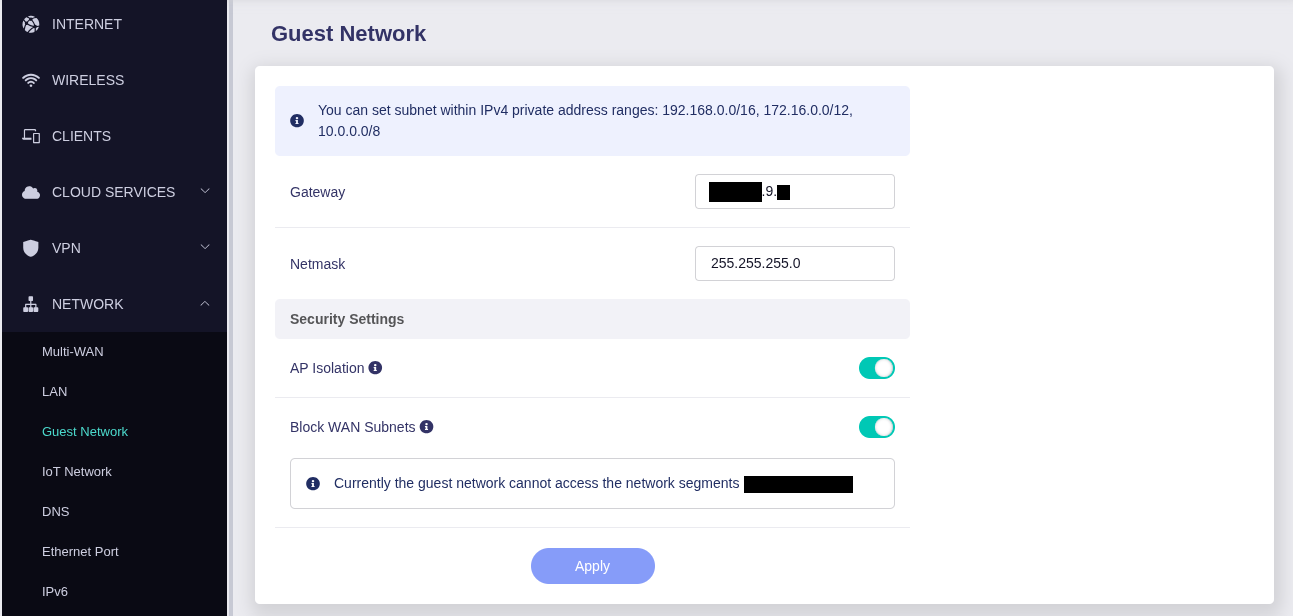 INTERNET
WIRELESS
CLIENTS
CLOUD SERVICES
VPN
NETWORK
Multi-WAN
LAN
Guest Network
IoT Network
DNS
Ethernet Port
IPv6
Guest Network
You can set subnet within IPv4 private address ranges: 192.168.0.0/16, 172.16.0.0/12,
10.0.0.0/8
Gateway
.9.
Netmask
255.255.255.0
Security Settings
AP Isolation
Block WAN Subnets
Currently the guest network cannot access the network segments
Apply